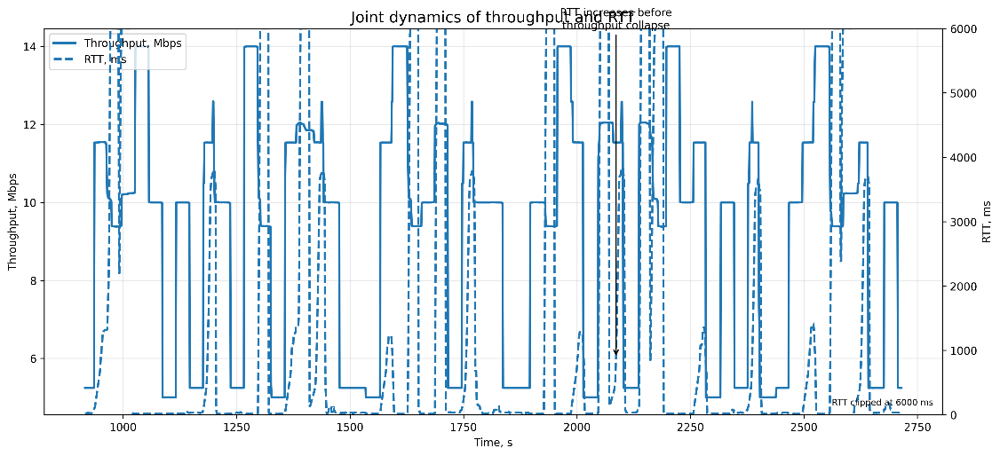 Joint dynamics of throughput and RTT
RTT increases before
throughput collapse
Throughput, Mbps
RTT, ms
14
12
10
8
6
Throughput, Mbps
6000
5000
4000
3000
2000
1000
0
RTT, ms
RTT clipped at 6000 ms
1000
1250
1500
1750
2000
2250
2500
2750
Time, s